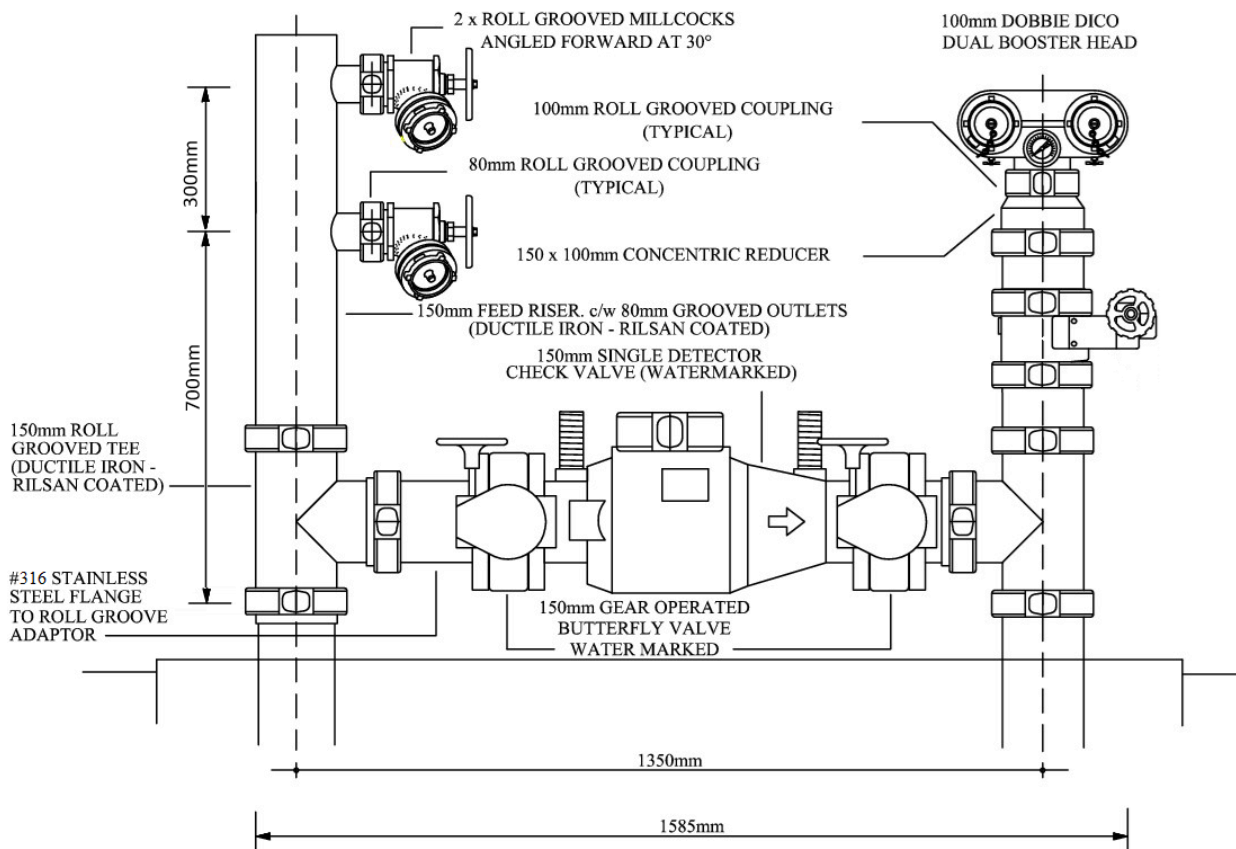 2 x ROLL GROOVED MILLCOCKS
ANGLED FORWARD AT 30°
100mm DOBBIE DICO
DUAL BOOSTER HEAD
100mm ROLL GROOVED COUPLING
(TYPICAL)
80mm ROLL GROOVED COUPLING
(TYPICAL)
300mm
150 x 100mm CONCENTRIC REDUCER
150mm FEED RISER. c/w 80mm GROOVED OUTLETS
(DUCTILE IRON - RILSAN COATED)
150mm SINGLE DETECTOR
CHECK VALVE (WATERMARKED)
700mm
150mm ROLL
GROOVED TEE
(DUCTILE IRON -
RILSAN COATED)
#316 STAINLESS
STEEL FLANGE
TO ROLL GROOVE
ADAPTOR
150mm GEAR OPERATED
BUTTERFLY VALVE
WATER MARKED
1350mm
1585mm